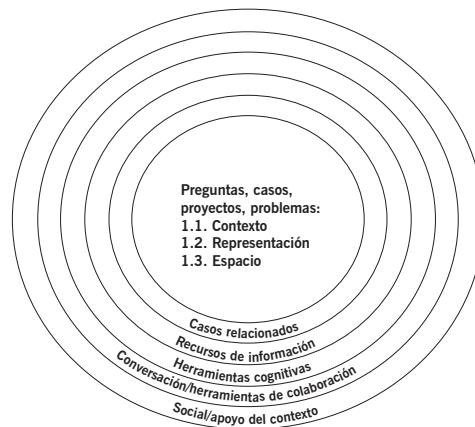 Preguntas, casos,
proyectos, problemas:
1.1. Contexto
1.2. Representación
1.3. Espacio
Casos relacionados
Recursos de información
Herramientas cognitivas
Conversación/herramientas de colaboración
Social/apoyo del contexto